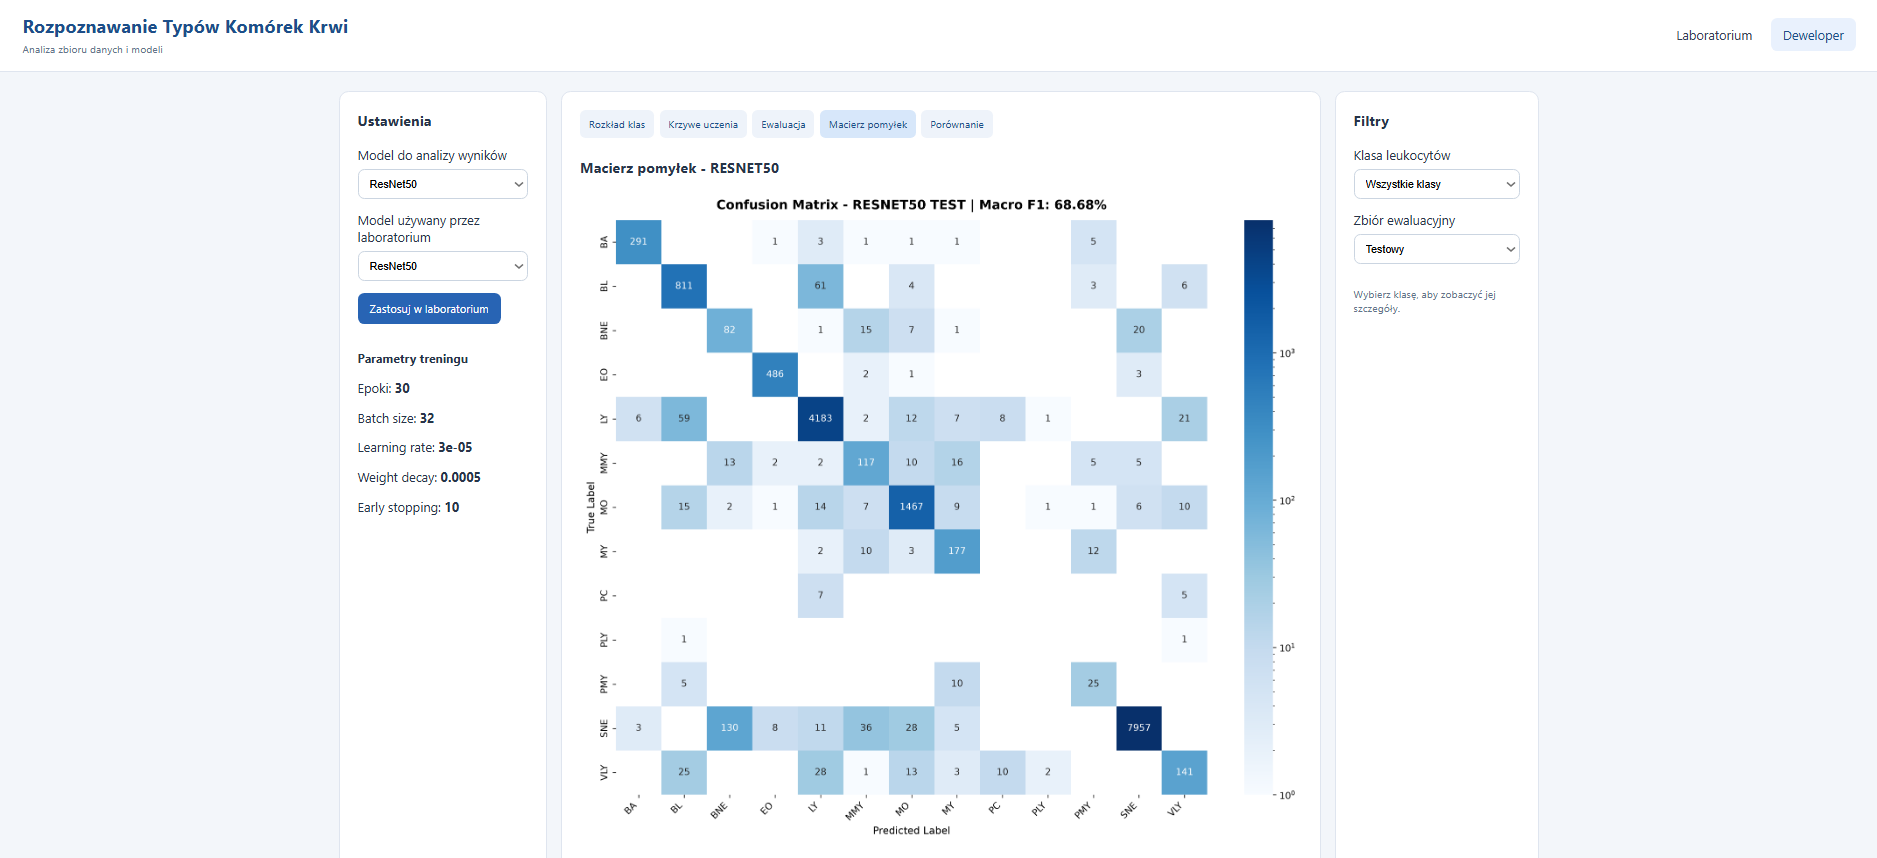 Rozpoznawanie Typów Komórek Krwi
Analiza zbioru danych i modeli
Laboratorium
Deweloper
Ustawienia
Model do analizy wyników
ResNet50
Model używany przez
laboratorium
ResNet50
Zastosuj w laboratorium
Parametry treningu
Epoki: 30
Batch size: 32
Learning rate: 3e-05
Weight decay: 0.0005
Early stopping: 10
Rozkład klas
Krzywe uczenia
Ewaluacja
Macierz pomyłek
Porównanie
Macierz pomyłek - RESNET50
Confusion Matrix - RESNET50 TEST | Macro F1: 68.68%
True Label
BA 291 1 3 1 1 1 5
BL 811 61 4 3 6
BNE 82 1 15 7 1 20
EO 486 2 1 3
LY 6 59 4183 2 12 7 8 1 21
MMY 13 2 2 117 10 16 5 5
MO 15 2 1 14 7 1467 9 1 1 6 10
MY 2 10 3 177 12
PC 7 5
PLY 1 1
PMY 5 10 25
SNE 3 130 8 11 36 28 5 7957
VLY 25 28 1 13 3 10 2 141
BA BL BNE EO LY MMY MO MY PC PLY PMY SNE VLY
Predicted Label
10³
10²
10¹
10⁰
Filtry
Klasa leukocytów
Wszystkie klasy
Zbiór ewaluacyjny
Testowy
Wybierz klasę, aby zobaczyć jej
szczegóły.